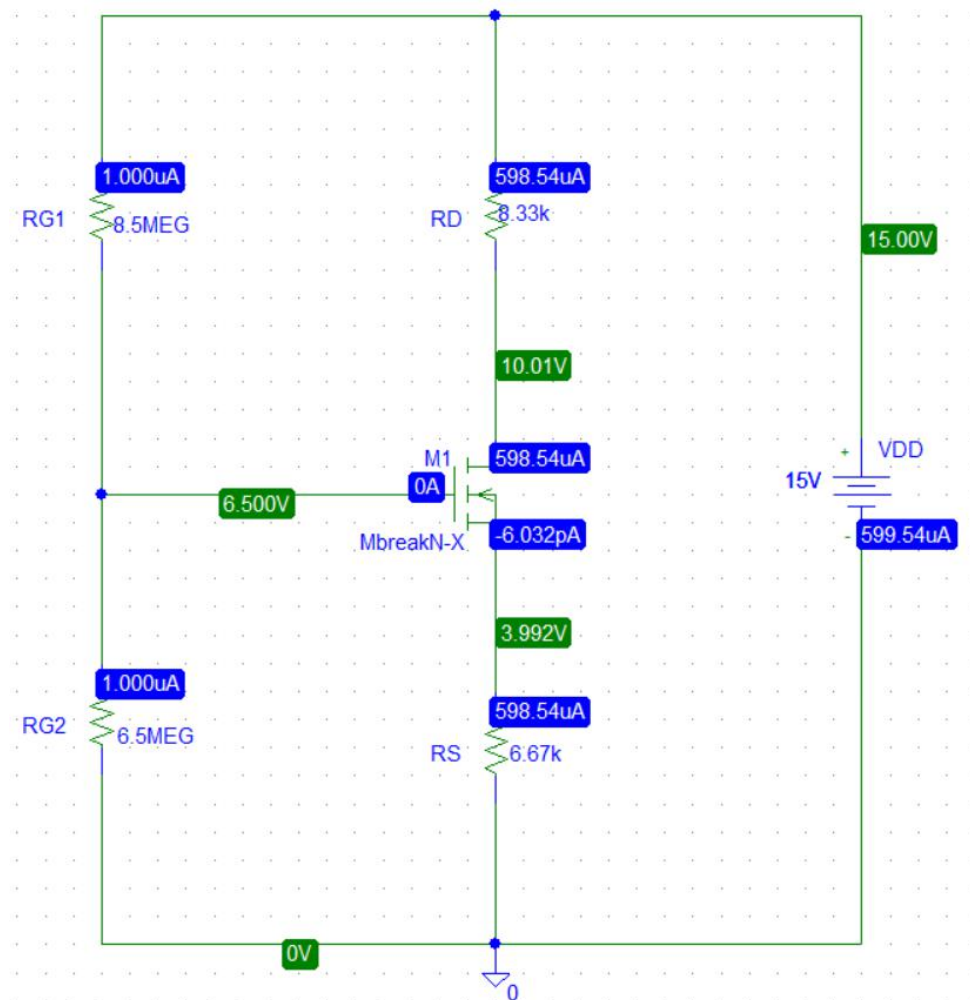 1.000uA
598.54uA
RG1
8.5MEG
RD
8.33k
15.00V
10.01V
M1
598.54uA
0A
+
VDD
15V
6.500V
MbreakN-X
-6.032pA
-
599.54uA
3.992V
1.000uA
598.54uA
RG2
6.5MEG
RS
6.67k
0V
0